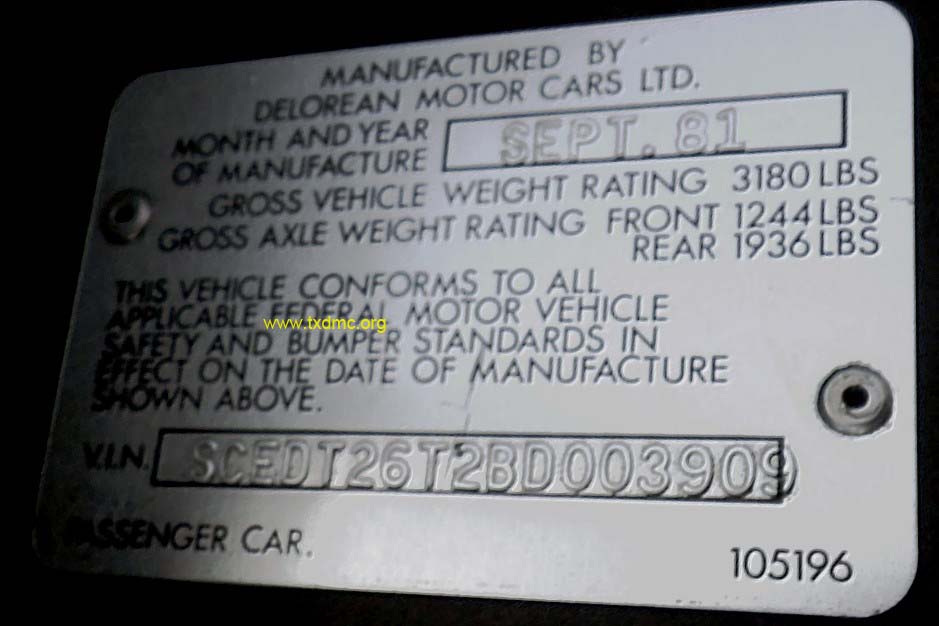 MANUFACTURED BY
DELOREAN MOTOR CARS LTD.
MONTH AND YEAR
OF MANUFACTURE
SEPT. 81
GROSS VEHICLE WEIGHT RATING 3180 LBS
GROSS AXLE WEIGHT RATING FRONT 1244 LBS
REAR 1936 LBS
THIS VEHICLE CONFORMS TO ALL
APPLICABLE FEDERAL MOTOR VEHICLE
www.txdmc.org
SAFETY AND BUMPER STANDARDS IN
EFFECT ON THE DATE OF MANUFACTURE
SHOWN ABOVE.
V.I.N. SCEDT26T2BD003909
PASSENGER CAR.
105196